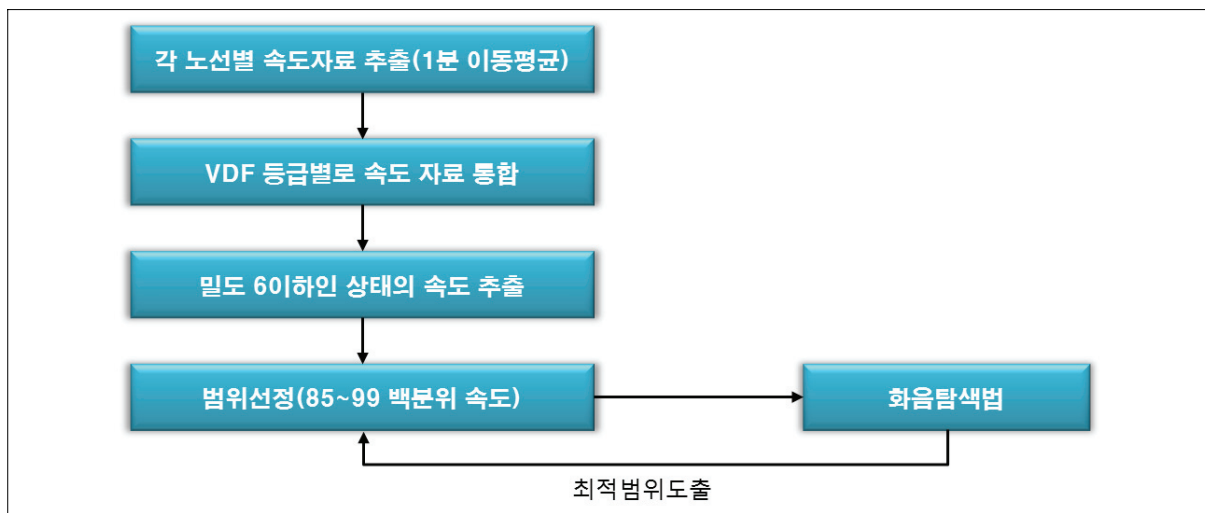 각 노선별 속도자료 추출(1분 이동평균)
VDF 등급별로 속도 자료 통합
밀도 6이하인 상태의 속도 추출
범위선정(85~99 백분위 속도)
화음탐색법
최적범위도출